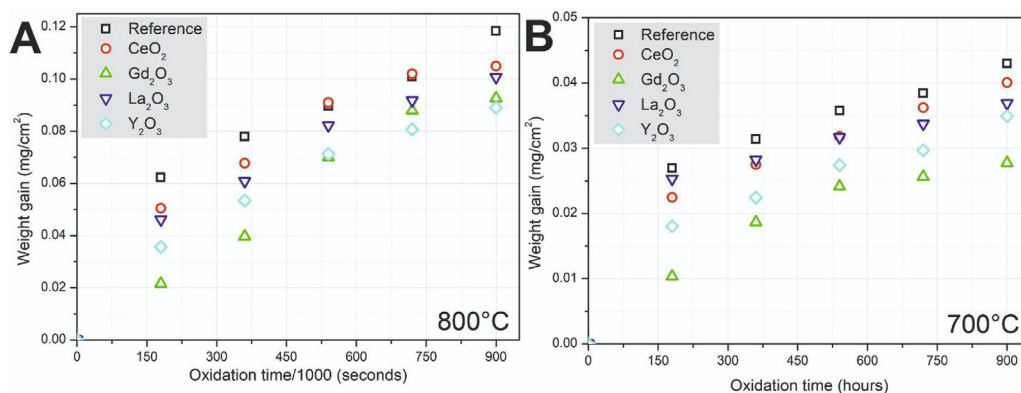 A
Weight gain (mg/cm²)
0.12
0.10
0.08
0.06
0.04
0.02
0.00
Reference
CeO₂
Gd₂O₃
La₂O₃
Y₂O₃
800°C
0 150 300 450 600 750 900
Oxidation time/1000 (seconds)
B
Weight gain (mg/cm²)
0.05
0.04
0.03
0.02
0.01
0.00
Reference
CeO₂
Gd₂O₃
La₂O₃
Y₂O₃
700°C
0 150 300 450 600 750 900
Oxidation time (hours)